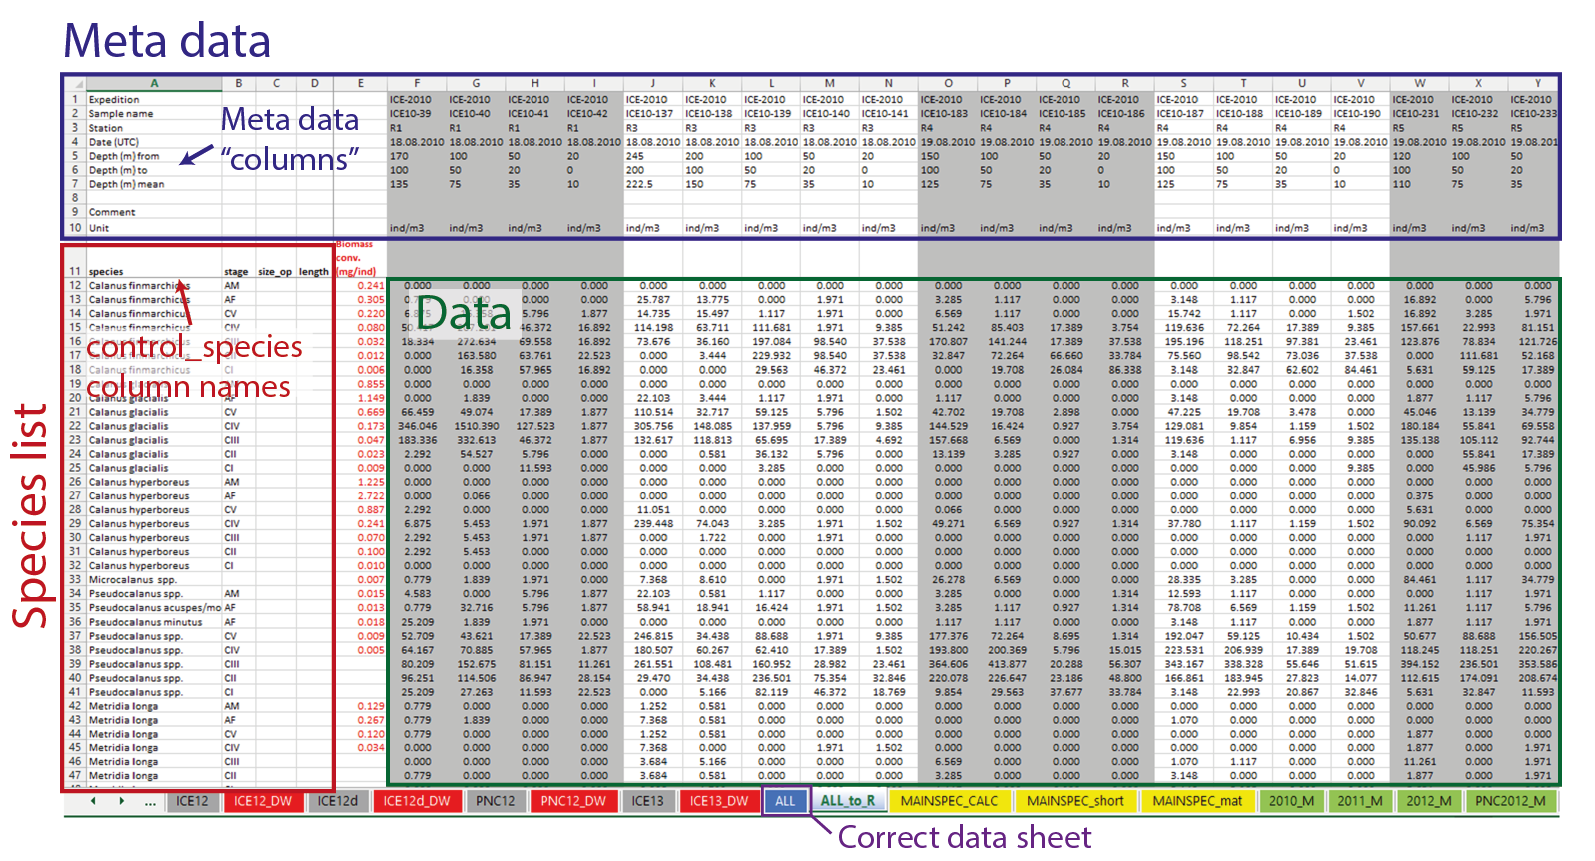 Meta data
A B C D E F G H I J K L M N O P Q R S T U V W X Y
1 Expedition ICE-2010 ICE-2010 ICE-2010 ICE-2010 ICE-2010 ICE-2010 ICE-2010 ICE-2010 ICE-2010 ICE-2010 ICE-2010 ICE-2010 ICE-2010 ICE-2010 ICE-2010 ICE-2010 ICE-2010 ICE-2010 ICE-2010 ICE-2010
2 Sample name ICE10-39 ICE10-40 ICE10-41 ICE10-42 ICE10-137 ICE10-138 ICE10-139 ICE10-140 ICE10-141 ICE10-183 ICE10-184 ICE10-185 ICE10-186 ICE10-187 ICE10-188 ICE10-189 ICE10-190 ICE10-231 ICE10-232 ICE10-233
3 Station R1 R1 R1 R1 R3 R3 R3 R3 R3 R4 R4 R4 R4 R4 R4 R4 R4 R5 R5 R5
4 Date (UTC) 18.08.2010 18.08.2010 18.08.2010 18.08.2010 18.08.2010 18.08.2010 18.08.2010 18.08.2010 18.08.2010 19.08.2010 19.08.2010 19.08.2010 19.08.2010 19.08.2010 19.08.2010 19.08.2010 19.08.2010 19.08.2010 19.08.2010 19.08.201
5 Depth (m) from 170 100 50 20 245 200 100 50 20 150 100 50 20 150 100 50 20 120 100 50
6 Depth (m) to 100 50 20 0 200 100 50 20 0 100 50 20 0 100 50 20 0 100 50 20
7 Depth (m) mean 135 75 35 10 222.5 150 75 35 10 125 75 35 10 125 75 35 10 110 75 35
8
9 Comment
10 Unit ind/m3 ind/m3 ind/m3 ind/m3 ind/m3 ind/m3 ind/m3 ind/m3 ind/m3 ind/m3 ind/m3 ind/m3 ind/m3 ind/m3 ind/m3 ind/m3 ind/m3 ind/m3 ind/m3 ind/m3
Meta data
“columns”
Biomass
conv.
11 species stage size_op length (mg/ind)
12 Calanus finmarchicus AM 0.241 0.000 0.000 0.000 0.000 0.000 0.000 0.000 0.000 0.000 0.000 0.000 0.000 0.000 0.000 0.000 0.000 0.000 0.000 0.000 0.000
13 Calanus finmarchicus AF 0.305 0.000 0.000 25.787 13.775 0.000 1.971 0.000 3.285 1.117 0.000 0.000 3.148 1.117 0.000 0.000 16.892 0.000 5.796
14 Calanus finmarchicus CV 0.220 5.796 1.877 14.735 15.497 1.117 1.971 0.000 6.569 1.117 0.000 0.000 15.742 1.117 0.000 1.502 16.892 3.285 1.971
15 Calanus finmarchicus CIV 0.080 46.372 16.892 114.198 63.711 111.681 1.971 9.385 51.242 85.403 17.389 3.754 119.636 72.264 17.389 9.385 157.661 22.993 81.151
16 Calanus finmarchicus 0.032 18.334 272.634 69.558 16.892 73.676 36.160 197.084 98.540 37.538 170.807 141.244 17.389 37.538 195.196 118.251 97.381 23.461 123.876 78.834 121.726
17 Calanus finmarchicus 0.012 0.000 163.580 63.761 22.523 0.000 3.444 229.932 98.540 37.538 32.847 72.264 66.660 33.784 75.560 98.542 73.036 37.538 0.000 111.681 52.168
18 Calanus finmarchicus CI 0.006 0.000 16.358 57.965 16.892 0.000 0.000 29.563 46.372 23.461 0.000 19.708 26.084 86.338 3.148 32.847 62.602 84.461 5.631 59.125 17.389
19 Calanus glacialis 0.855 0.000 0.000 0.000 0.000 0.000 0.000 0.000 0.000 0.000 0.000 0.000 0.000 0.000 0.000 0.000 0.000 0.000 0.000 0.000 0.000
20 Calanus glacialis AF 1.149 0.000 1.839 0.000 0.000 22.103 3.444 1.117 1.971 0.000 1.117 0.000 0.000 0.000 3.148 0.000 0.000 0.000 1.877 1.117 5.796
21 Calanus glacialis CV 0.669 66.459 49.074 17.389 1.877 110.514 32.717 59.125 5.796 1.502 42.702 19.708 2.898 0.000 47.225 19.708 3.478 0.000 45.046 13.139 34.779
22 Calanus glacialis CIV 0.173 346.046 1510.390 127.523 1.877 305.756 148.085 137.959 5.796 9.385 144.529 16.424 0.927 3.754 129.081 9.854 1.159 1.502 180.184 55.841 69.558
23 Calanus glacialis CIII 0.047 183.336 332.613 46.372 1.877 132.617 118.813 65.695 17.389 4.692 157.668 6.569 0.000 1.314 119.636 1.117 6.956 9.385 135.138 105.112 92.744
24 Calanus glacialis CII 0.023 2.292 54.527 5.796 0.000 0.000 0.581 36.132 5.796 0.000 13.139 3.285 0.927 0.000 3.148 0.000 0.000 0.000 0.000 55.841 17.389
25 Calanus glacialis CI 0.009 0.000 0.000 11.593 0.000 0.000 0.000 3.285 0.000 0.000 0.000 0.000 0.000 0.000 0.000 0.000 0.000 9.385 0.000 45.986 5.796
26 Calanus hyperboreus AM 1.225 0.000 0.000 0.000 0.000 0.000 0.000 0.000 0.000 0.000 0.000 0.000 0.000 0.000 0.000 0.000 0.000 0.000 0.000 0.000 0.000
27 Calanus hyperboreus AF 2.722 0.000 0.066 0.000 0.000 0.000 0.000 0.000 0.000 0.000 0.000 0.000 0.000 0.000 0.000 0.000 0.000 0.000 0.375 0.000 0.000
28 Calanus hyperboreus CV 0.887 2.292 0.000 0.000 0.000 11.051 0.000 0.000 0.000 0.000 0.066 0.000 0.000 0.000 0.000 0.000 0.000 0.000 5.631 0.000 0.000
29 Calanus hyperboreus CIV 0.241 6.875 5.453 1.971 1.877 239.448 74.043 3.285 1.971 1.502 49.271 6.569 0.927 1.314 37.780 1.117 1.159 1.502 90.092 6.569 75.354
30 Calanus hyperboreus CIII 0.070 2.292 5.453 1.971 1.877 0.000 1.722 0.000 1.971 0.000 0.000 0.000 0.000 0.000 0.000 0.000 0.000 0.000 0.000 1.117 1.971
31 Calanus hyperboreus CII 0.100 2.292 5.453 0.000 0.000 0.000 0.000 0.000 0.000 0.000 0.000 0.000 0.000 0.000 0.000 0.000 0.000 0.000 0.000 0.000 0.000
32 Calanus hyperboreus CI 0.010 0.000 0.000 0.000 0.000 0.000 0.000 0.000 0.000 0.000 0.000 0.000 0.000 0.000 0.000 0.000 0.000 0.000 0.000 0.000 0.000
33 Microcalanus spp. 0.007 0.779 1.839 1.971 0.000 7.368 8.610 0.000 1.971 1.502 26.278 6.569 0.000 0.000 28.335 3.285 0.000 0.000 84.461 1.117 34.779
34 Pseudocalanus spp. AM 0.015 4.583 0.000 5.796 1.877 22.103 0.581 1.117 0.000 0.000 3.285 0.000 0.000 1.314 12.593 1.117 0.000 0.000 0.000 1.117 1.971
35 Pseudocalanus acuspes/mo AF 0.013 0.779 32.716 5.796 1.877 58.941 18.941 16.424 1.971 1.502 3.285 1.117 0.927 1.314 78.708 6.569 1.159 1.502 11.261 1.117 5.796
36 Pseudocalanus minutus AF 0.018 25.209 1.839 1.971 0.000 0.000 0.000 0.000 0.000 0.000 1.117 1.117 0.000 0.000 3.148 1.117 0.000 0.000 1.877 1.117 1.971
37 Pseudocalanus spp. CV 0.009 52.709 43.621 17.389 22.523 246.815 34.438 88.688 1.971 9.385 177.376 72.264 8.695 1.314 192.047 59.125 10.434 1.502 50.677 88.688 156.505
38 Pseudocalanus spp. CIV 0.005 64.167 70.885 57.965 1.877 180.507 60.267 62.410 17.389 1.502 193.800 200.369 5.796 15.015 223.531 206.939 17.389 19.708 118.245 118.251 220.267
39 Pseudocalanus spp. CIII 80.209 152.675 81.151 11.261 261.551 108.481 160.952 28.982 23.461 364.606 413.877 20.288 56.307 343.167 338.328 55.646 51.615 394.152 236.501 353.586
40 Pseudocalanus spp. CII 96.251 114.506 86.947 28.154 29.470 34.438 236.501 75.354 32.846 220.078 226.647 23.186 48.800 166.861 183.945 27.823 14.077 112.615 174.091 208.674
41 Pseudocalanus spp. CI 25.209 27.263 11.593 22.523 0.000 5.166 82.119 46.372 18.769 9.854 29.563 37.677 33.784 3.148 22.993 20.867 32.846 5.631 32.847 11.593
42 Metridia longa AM 0.129 0.779 0.000 0.000 0.000 1.252 0.581 0.000 0.000 0.000 0.000 0.000 0.000 0.000 0.000 0.000 0.000 0.000 0.000 0.000 0.000
43 Metridia longa AF 0.267 0.779 1.839 0.000 0.000 7.368 0.581 0.000 0.000 0.000 0.000 0.000 0.000 0.000 1.070 0.000 0.000 0.000 0.000 0.000 0.000
44 Metridia longa CV 0.120 0.779 0.000 0.000 0.000 1.252 0.581 0.000 0.000 0.000 0.000 0.000 0.000 0.000 0.000 0.000 0.000 0.000 1.877 0.000 0.000
45 Metridia longa CIV 0.034 0.000 0.000 0.000 0.000 7.368 0.000 0.000 1.971 1.502 0.000 0.000 0.000 0.000 0.000 0.000 0.000 0.000 1.877 0.000 1.971
46 Metridia longa CIII 0.000 0.000 0.000 0.000 3.684 5.166 0.000 0.000 0.000 6.569 0.000 0.000 0.000 1.070 1.117 0.000 0.000 11.261 0.000 1.971
47 Metridia longa CII 0.779 0.000 0.000 0.000 3.684 0.581 0.000 0.000 0.000 3.285 0.000 0.000 0.000 3.148 0.000 0.000 0.000 1.877 0.000 1.971
Data
control_species
column names
Species list
... ICE12 ICE12_DW ICE12d ICE12d_DW PNC12 PNC12_DW ICE13 ICE13_DW ALL ALL_to_R MAINSPEC_CALC MAINSPEC_short MAINSPEC_mat 2010_M 2011_M 2012_M PNC2012_M
Correct data sheet